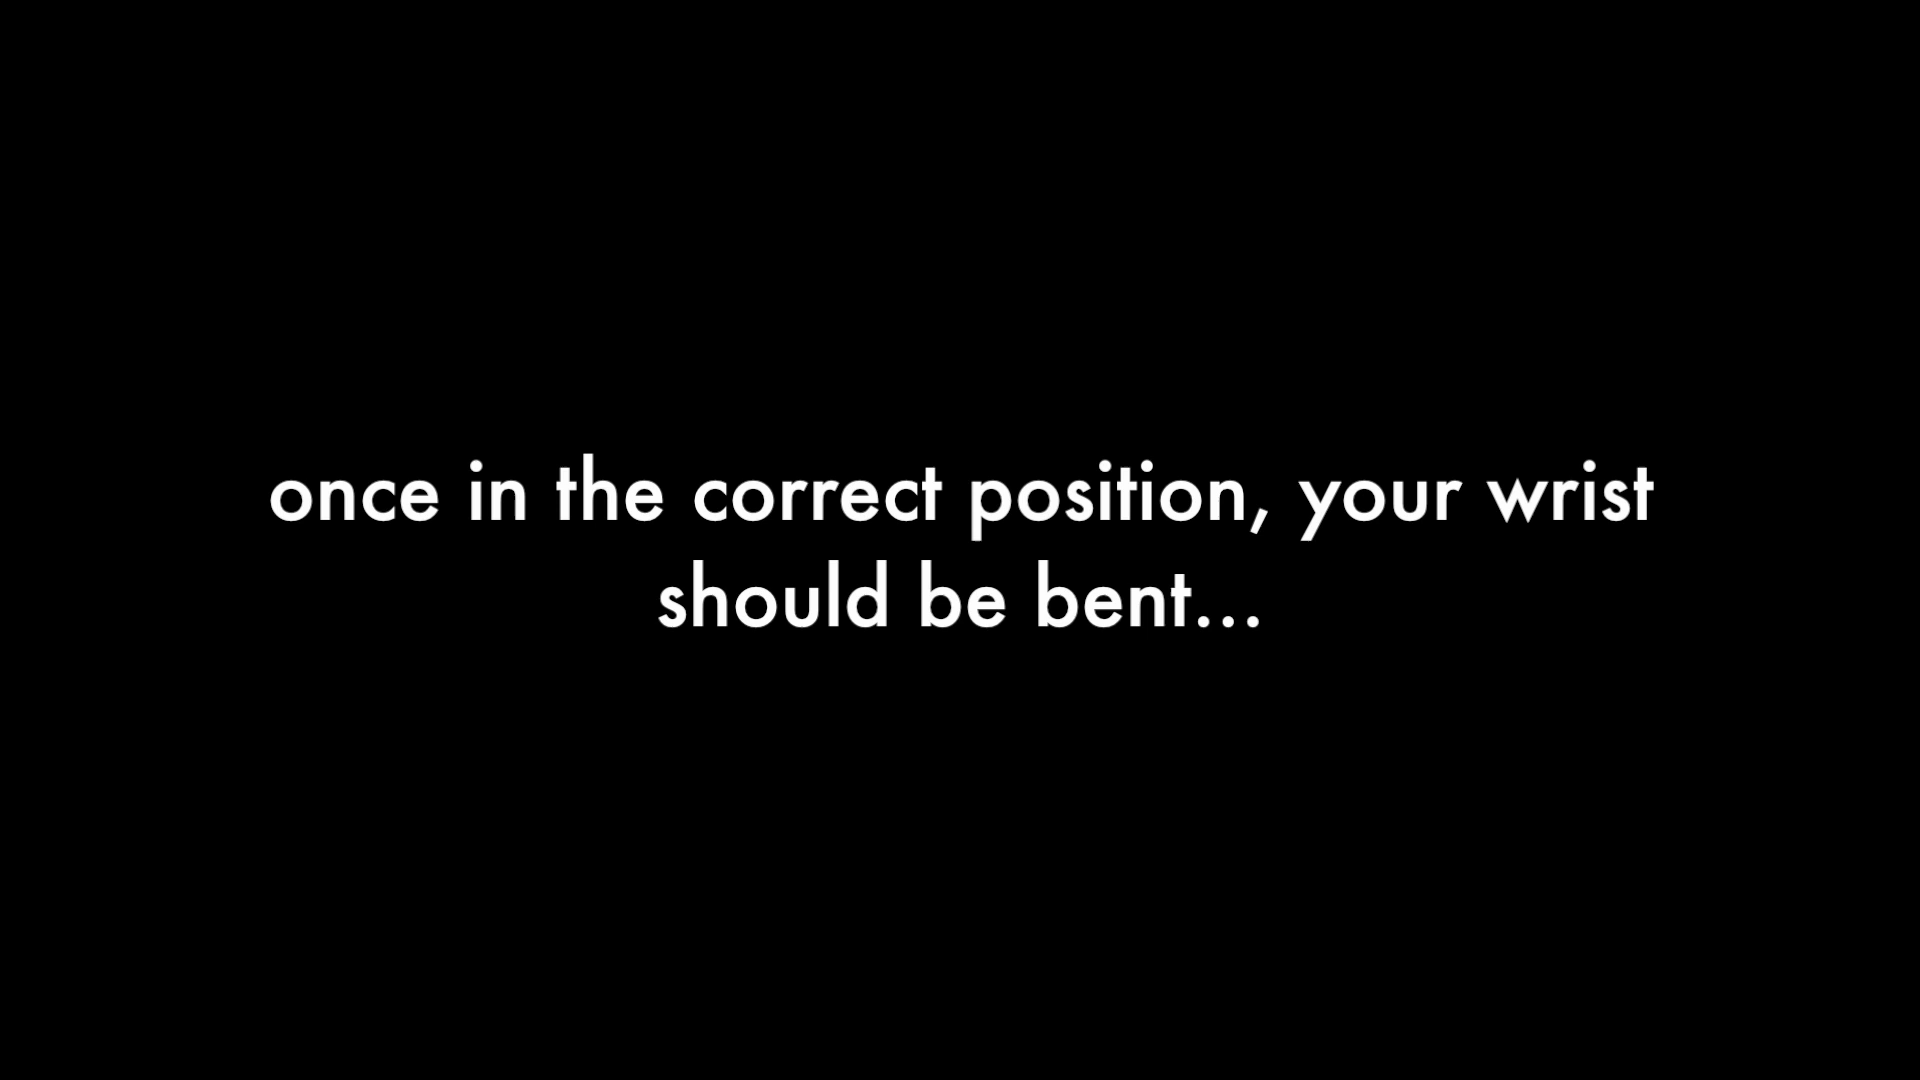 once in the correct position, your wrist
should be bent...